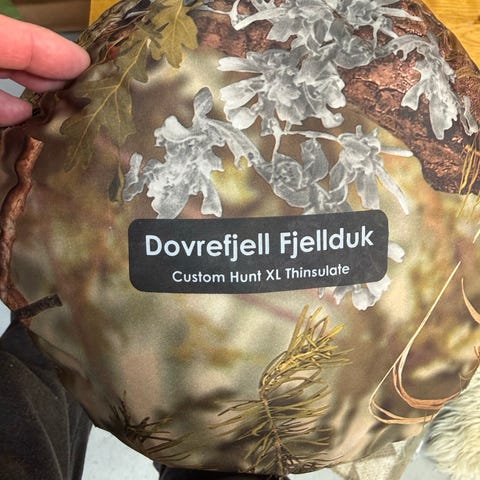 Dovrefjell Fjellduk
Custom Hunt XL Thinsulate